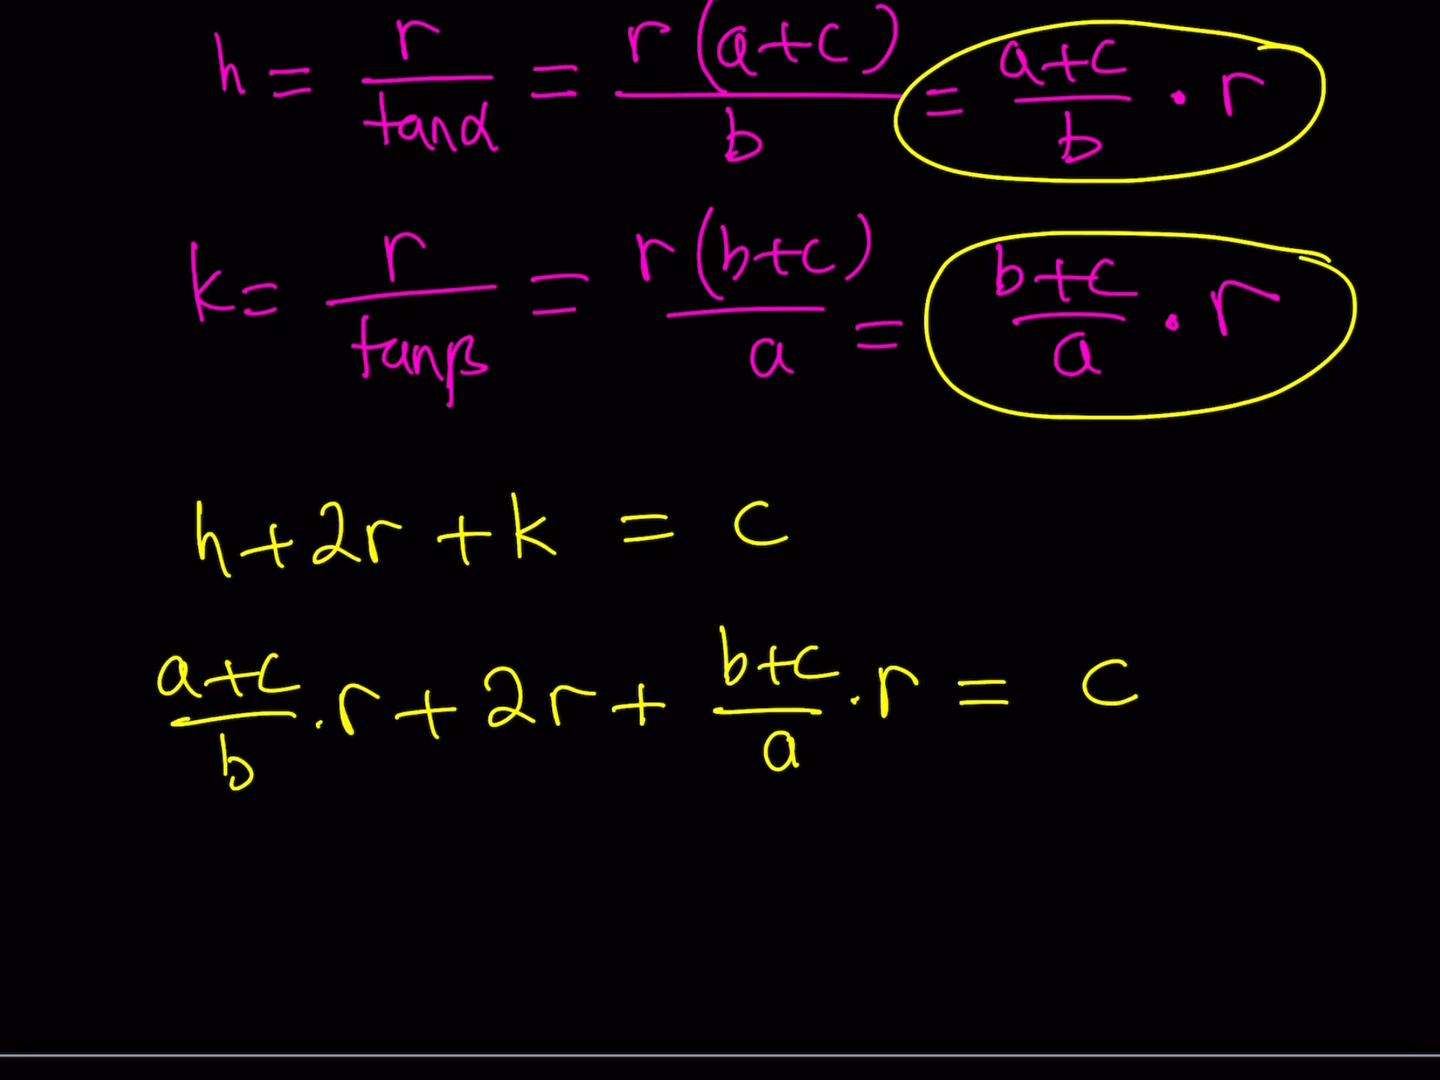 h = r/tanα = r(a+c)/b = a+c/b · r
k = r/tanβ = r(b+c)/a = b+c/a · r
h + 2r + k = c
a+c/b · r + 2r + b+c/a · r = c